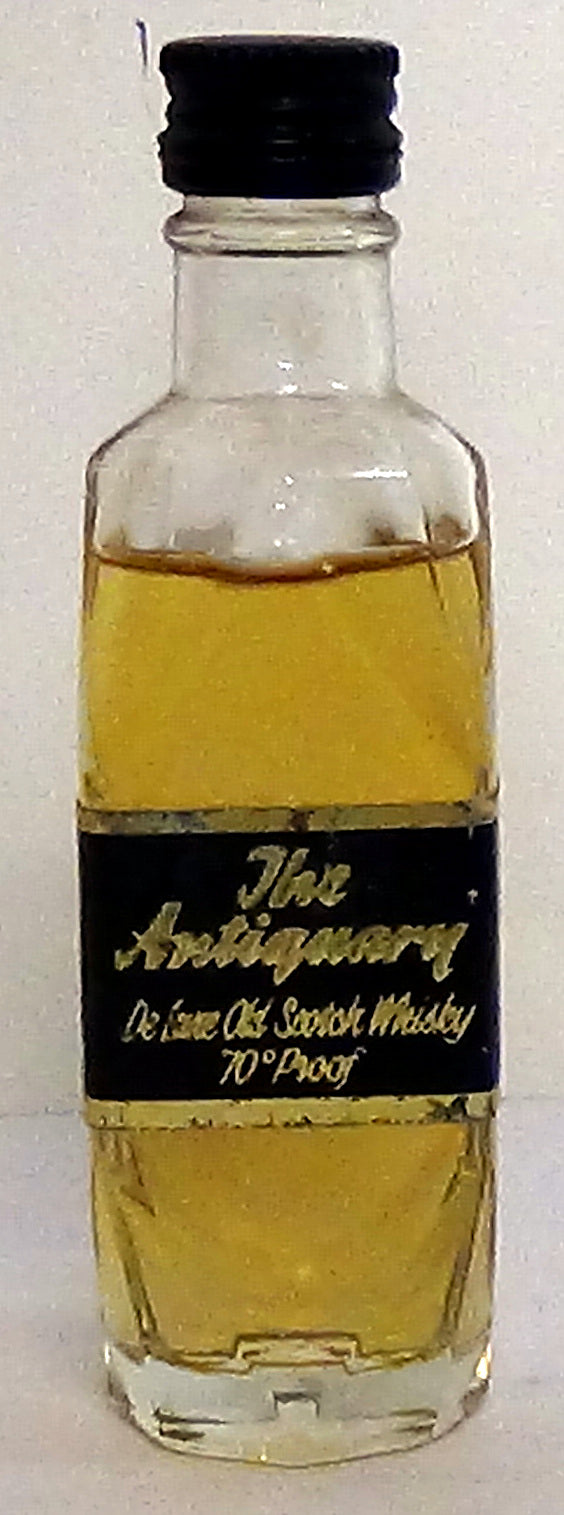 The
Antiquary
De Luxe Old Scotch Whisky
70° Proof